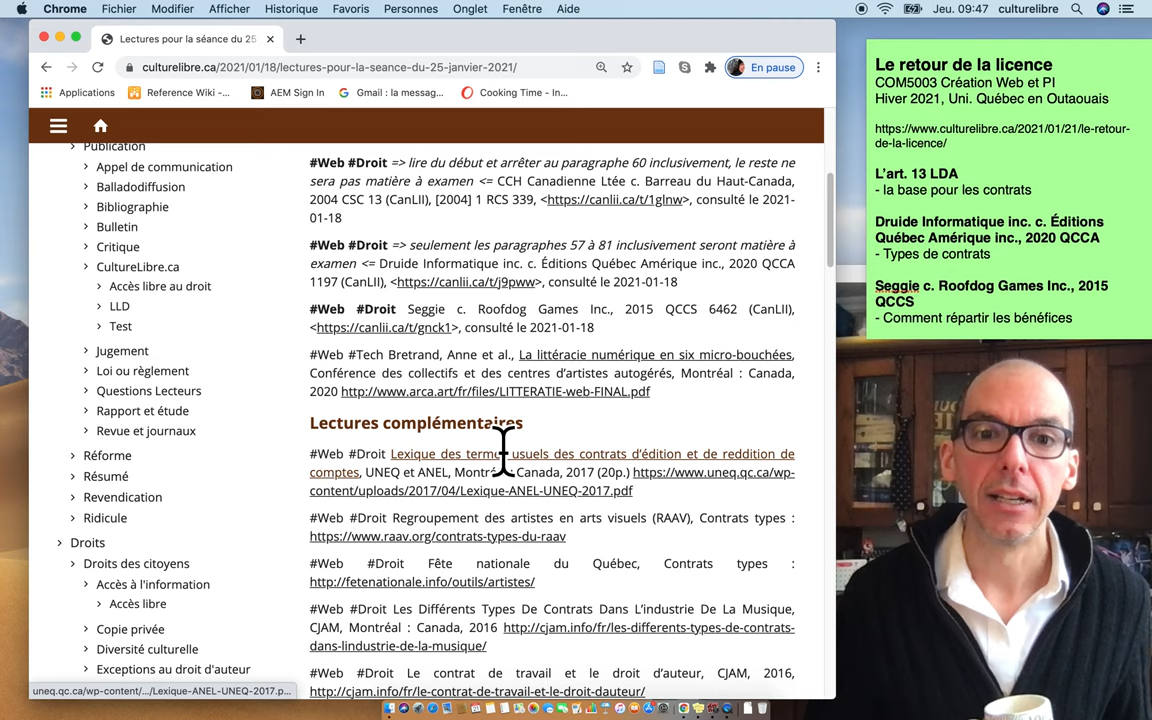 Chrome Fichier Modifier Afficher Historique Favoris Personnes Onglet Fenêtre Aide
Jeu. 09:47 culturelibre
Lectures pour la séance du 25
culturelibre.ca/2021/01/18/lectures-pour-la-seance-du-25-janvier-2021/
En pause
Applications Reference Wiki -... AEM Sign In Gmail : la messag... Cooking Time - In...
Publication
Appel de communication
Balladodiffusion
Bibliographie
Bulletin
Critique
CultureLibre.ca
Accès libre au droit
LLD
Test
Jugement
Loi ou règlement
Questions Lecteurs
Rapport et étude
Revue et journaux
Réforme
Résumé
Revendication
Ridicule
Droits
Droits des citoyens
Accès à l'information
Accès libre
Copie privée
Diversité culturelle
Exceptions au droit d'auteur
uneq.qc.ca/wp-content/.../Lexique-ANEL-UNEQ-2017.p...
#Web #Droit => lire du début et arrêter au paragraphe 60 inclusivement, le reste ne
sera pas matière à examen <= CCH Canadienne Ltée c. Barreau du Haut-Canada,
2004 CSC 13 (CanLII), [2004] 1 RCS 339, <https://canlii.ca/t/1glnw>, consulté le 2021-
01-18
#Web #Droit => seulement les paragraphes 57 à 81 inclusivement seront matière à
examen <= Druide Informatique inc. c. Éditions Québec Amérique inc., 2020 QCCA
1197 (CanLII), <https://canlii.ca/t/j9pww>, consulté le 2021-01-18
#Web #Droit Seggie c. Roofdog Games Inc., 2015 QCCS 6462 (CanLII),
<https://canlii.ca/t/gnck1>, consulté le 2021-01-18
#Web #Tech Bretrand, Anne et al., La littéracie numérique en six micro-bouchées,
Conférence des collectifs et des centres d'artistes autogérés, Montréal : Canada,
2020 http://www.arca.art/fr/files/LITTERATIE-web-FINAL.pdf
Lectures complémentaires
#Web #Droit Lexique des termes usuels des contrats d'édition et de reddition de
comptes, UNEQ et ANEL, Montréal : Canada, 2017 (20p.) https://www.uneq.qc.ca/wp-
content/uploads/2017/04/Lexique-ANEL-UNEQ-2017.pdf
#Web #Droit Regroupement des artistes en arts visuels (RAAV), Contrats types :
https://www.raav.org/contrats-types-du-raav
#Web #Droit Fête nationale du Québec, Contrats types :
http://fetenationale.info/outils/artistes/
#Web #Droit Les Différents Types De Contrats Dans L'industrie De La Musique,
CJAM, Montréal : Canada, 2016 http://cjam.info/fr/les-differents-types-de-contrats-
dans-lindustrie-de-la-musique/
#Web #Droit Le contrat de travail et le droit d'auteur, CJAM, 2016,
http://cjam.info/fr/le-contrat-de-travail-et-le-droit-dauteur/
Le retour de la licence
COM5003 Création Web et PI
Hiver 2021, Uni. Québec en Outaouais
https://www.culturelibre.ca/2021/01/21/le-retour-
de-la-licence/
L'art. 13 LDA
- la base pour les contrats
Druide Informatique inc. c. Éditions
Québec Amérique inc., 2020 QCCA
- Types de contrats
Seggie c. Roofdog Games Inc., 2015
QCCS
- Comment répartir les bénéfices